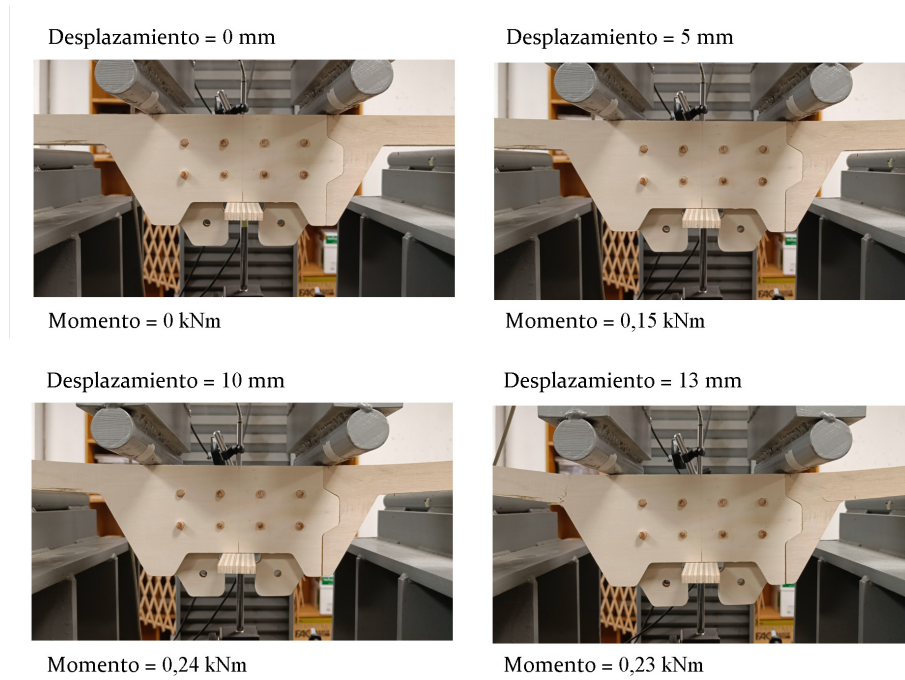 Desplazamiento = 0 mm
Desplazamiento = 5 mm
Momento = 0 kNm
Momento = 0,15 kNm
Desplazamiento = 10 mm
Desplazamiento = 13 mm
Momento = 0,24 kNm
Momento = 0,23 kNm